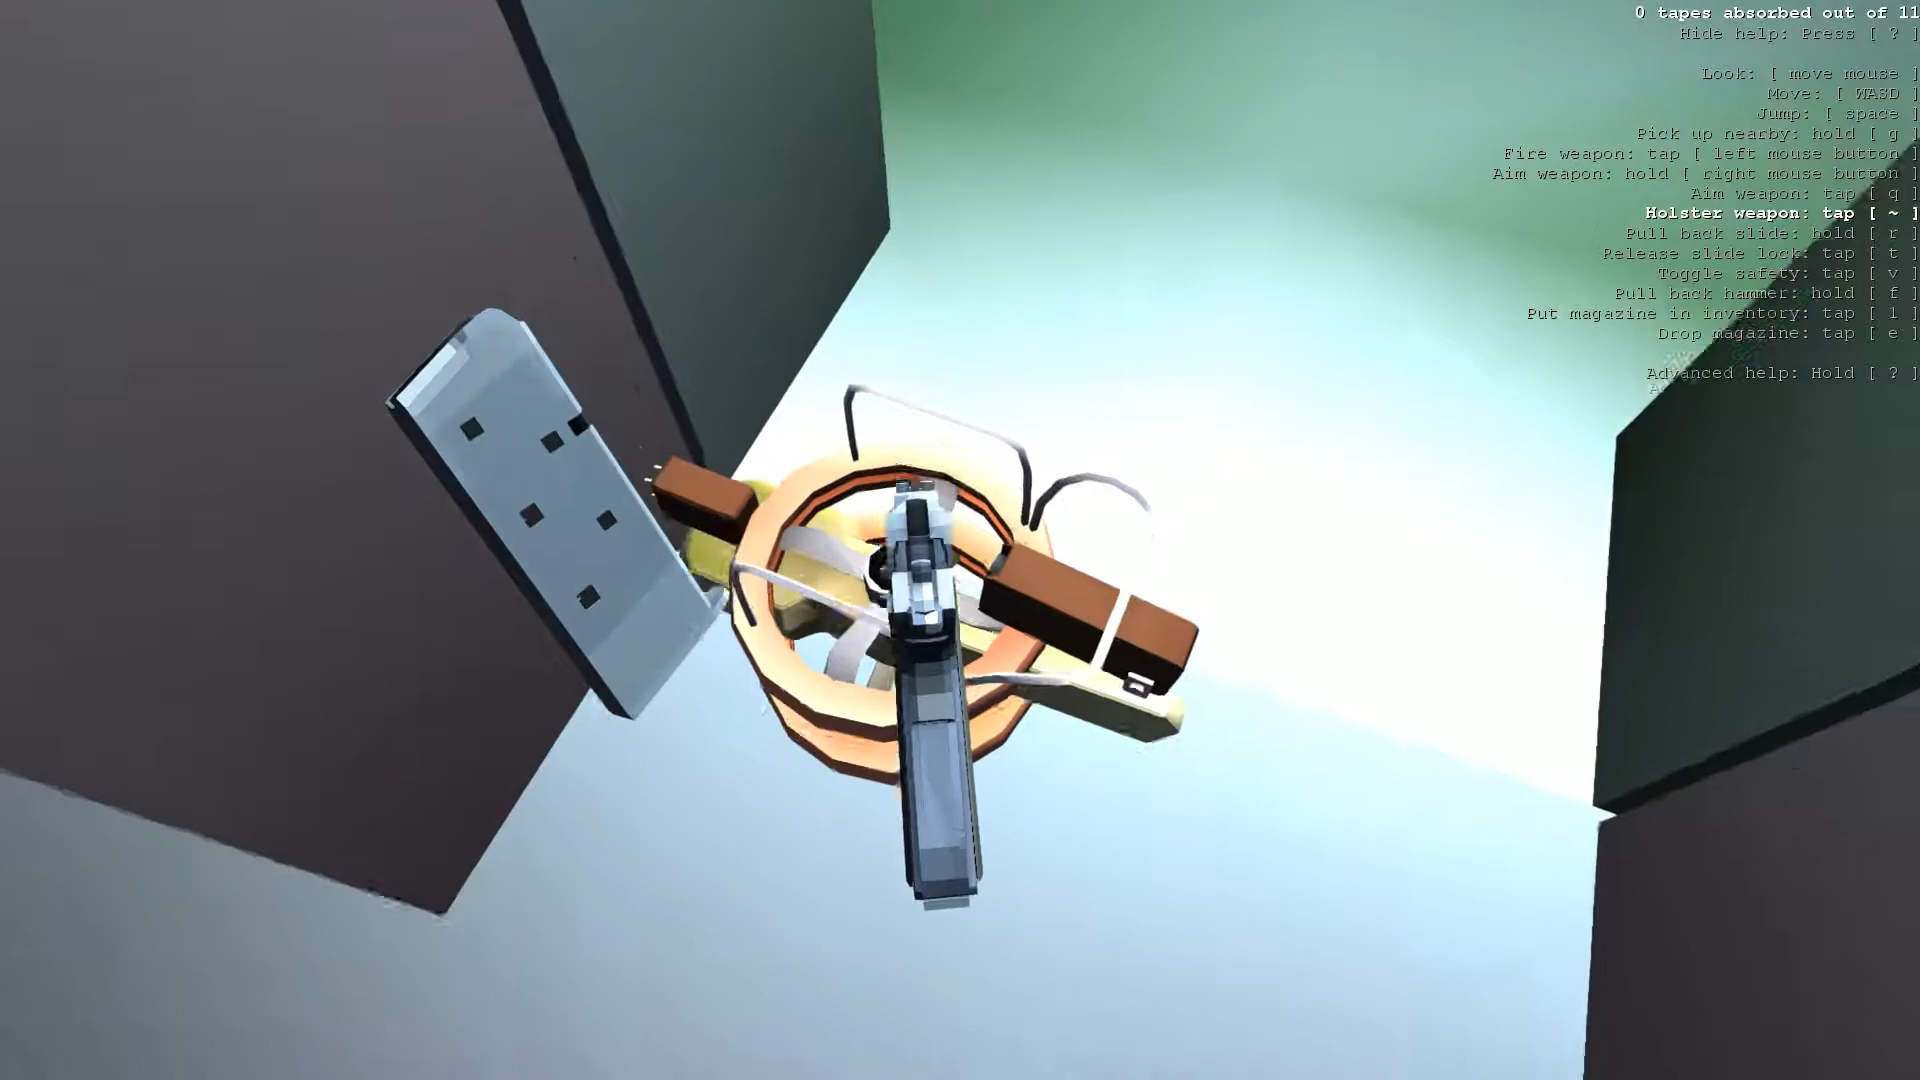 0 tapes absorbed out of 11
Hide help: Press [ ? ]
Look: [ move mouse ]
Move: [ WASD ]
Jump: [ space ]
Pick up nearby: hold [ g ]
Fire weapon: tap [ left mouse button ]
Aim weapon: hold [ right mouse button ]
Aim weapon: tap [ q ]
Holster weapon: tap [ ~ ]
Pull back slide: hold [ r ]
Release slide lock: tap [ t ]
Toggle safety: tap [ v ]
Pull back hammer: hold [ f ]
Put magazine in inventory: tap [ l ]
Drop magazine: tap [ e ]
Advanced help: Hold [ ? ]